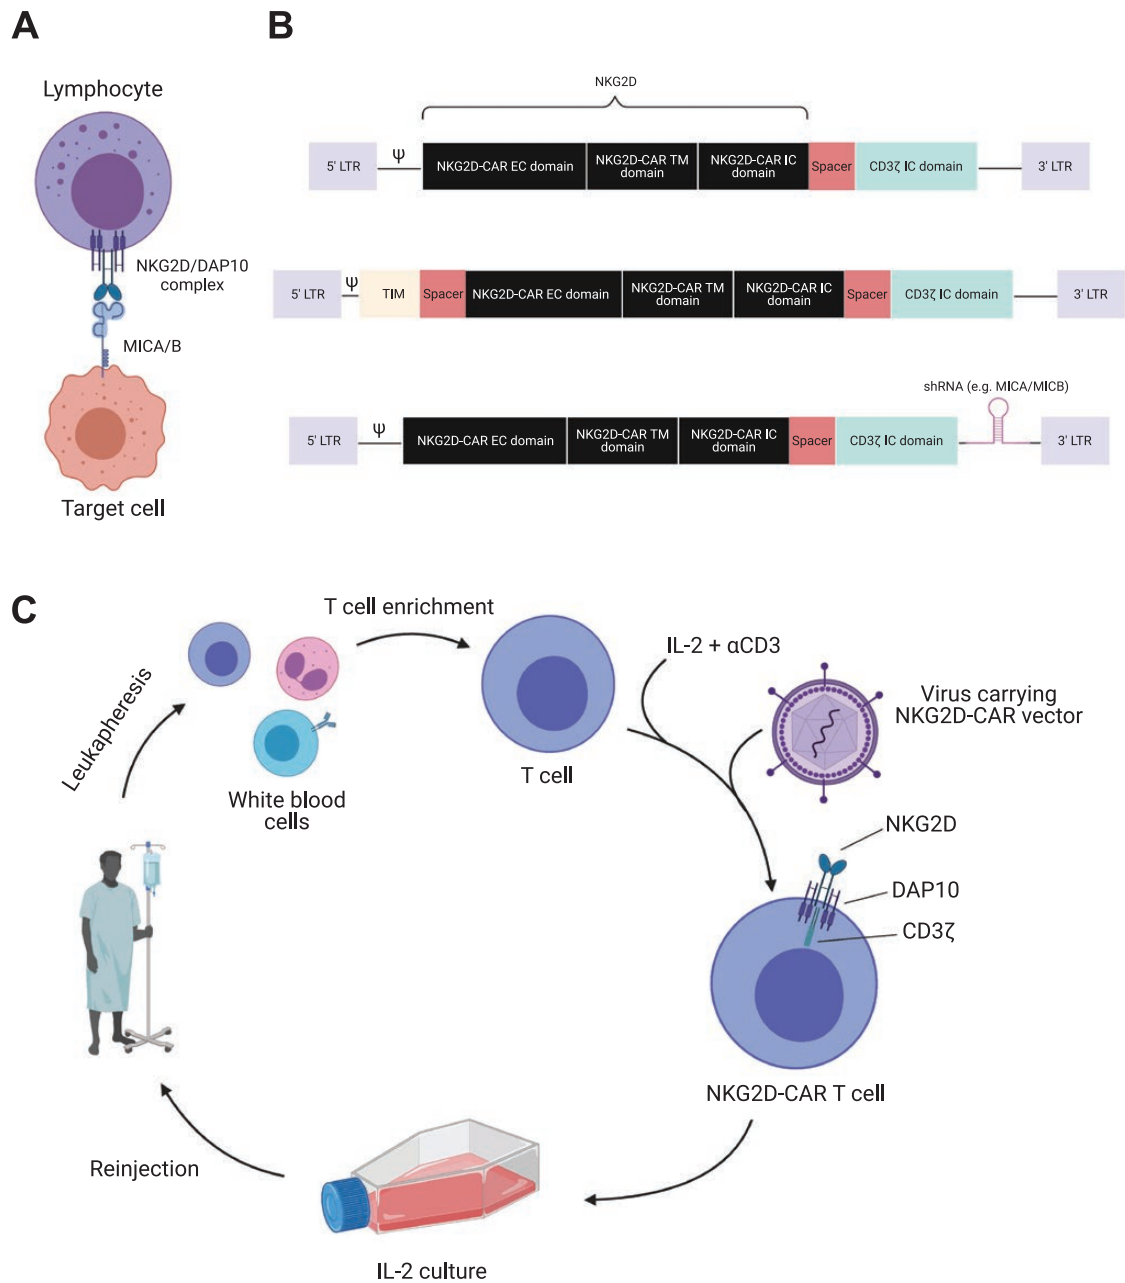 A
B
Lymphocyte
NKG2D/DAP10
complex
MICA/B
Target cell
NKG2D
5' LTR
Ψ
NKG2D-CAR EC domain
NKG2D-CAR TM
domain
NKG2D-CAR IC
domain
Spacer
CD3ζ IC domain
3' LTR
5' LTR
Ψ
TIM
Spacer
NKG2D-CAR EC domain
NKG2D-CAR TM
domain
NKG2D-CAR IC
domain
Spacer
CD3ζ IC domain
3' LTR
shRNA (e.g. MICA/MICB)
5' LTR
Ψ
NKG2D-CAR EC domain
NKG2D-CAR TM
domain
NKG2D-CAR IC
domain
Spacer
CD3ζ IC domain
3' LTR
C
Leukapheresis
White blood
cells
T cell enrichment
T cell
IL-2 + αCD3
Virus carrying
NKG2D-CAR vector
NKG2D
DAP10
CD3ζ
NKG2D-CAR T cell
IL-2 culture
Reinjection